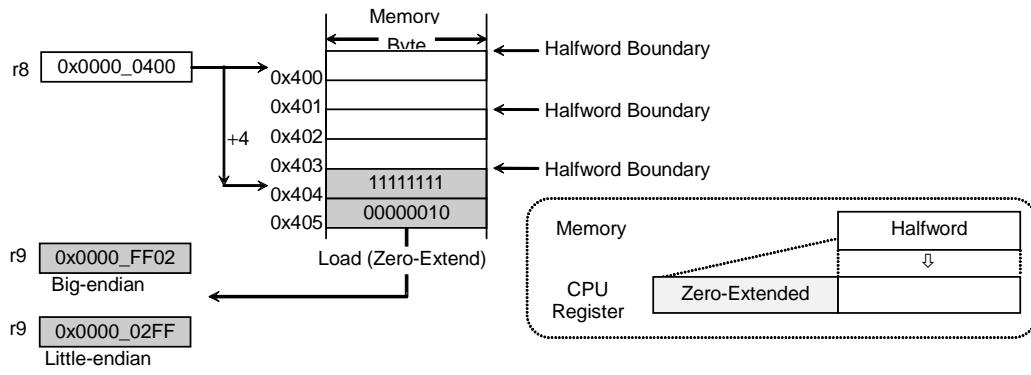 Memory
Byte
Halfword Boundary
r8 0x0000_0400
0x400
0x401
Halfword Boundary
0x402
+4
0x403
Halfword Boundary
11111111
0x404
00000010
0x405
Load (Zero-Extend)
r9 0x0000_FF02
Big-endian
r9 0x0000_02FF
Little-endian
Memory
Halfword
⇩
CPU
Register
Zero-Extended